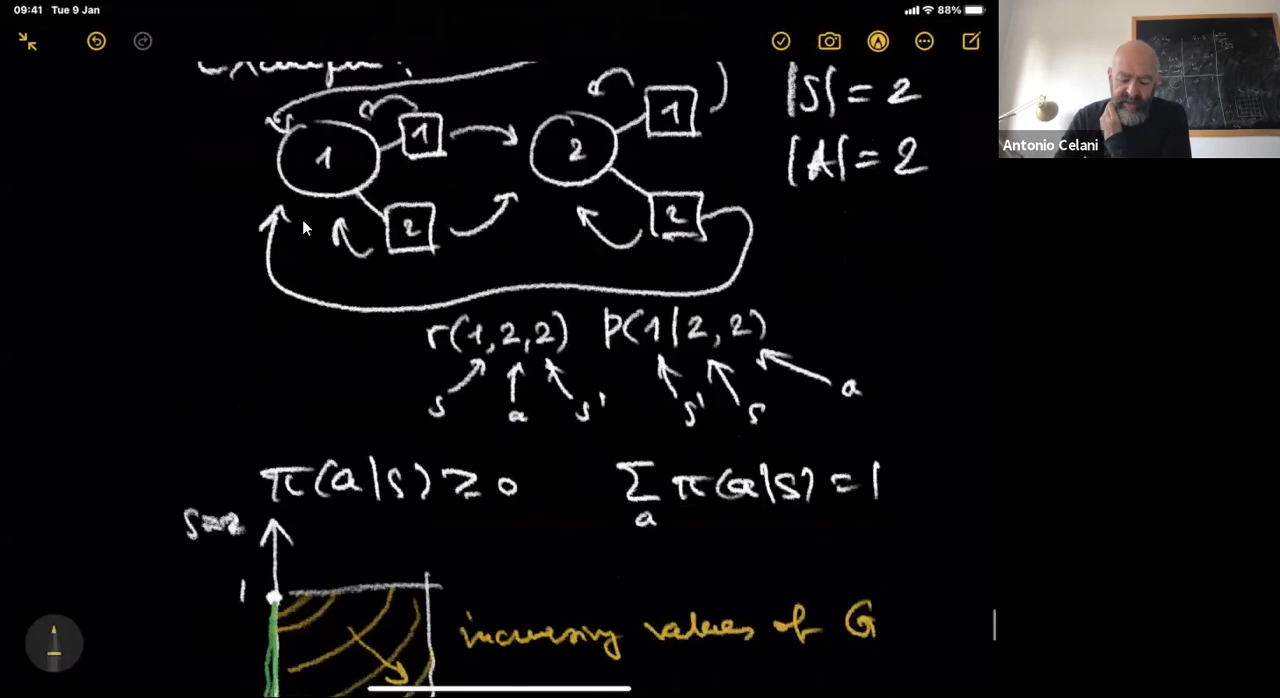 09:41 Tue 9 Jan
88%
Antonio Celani
1 1 2 1 |S| = 2
2 2 |A| = 2
r(1,2,2) p(1|2,2)
s a s' s' s a
π(a|s) ≥ 0 ∑ π(a|s) = 1
a
1
increasing values of G